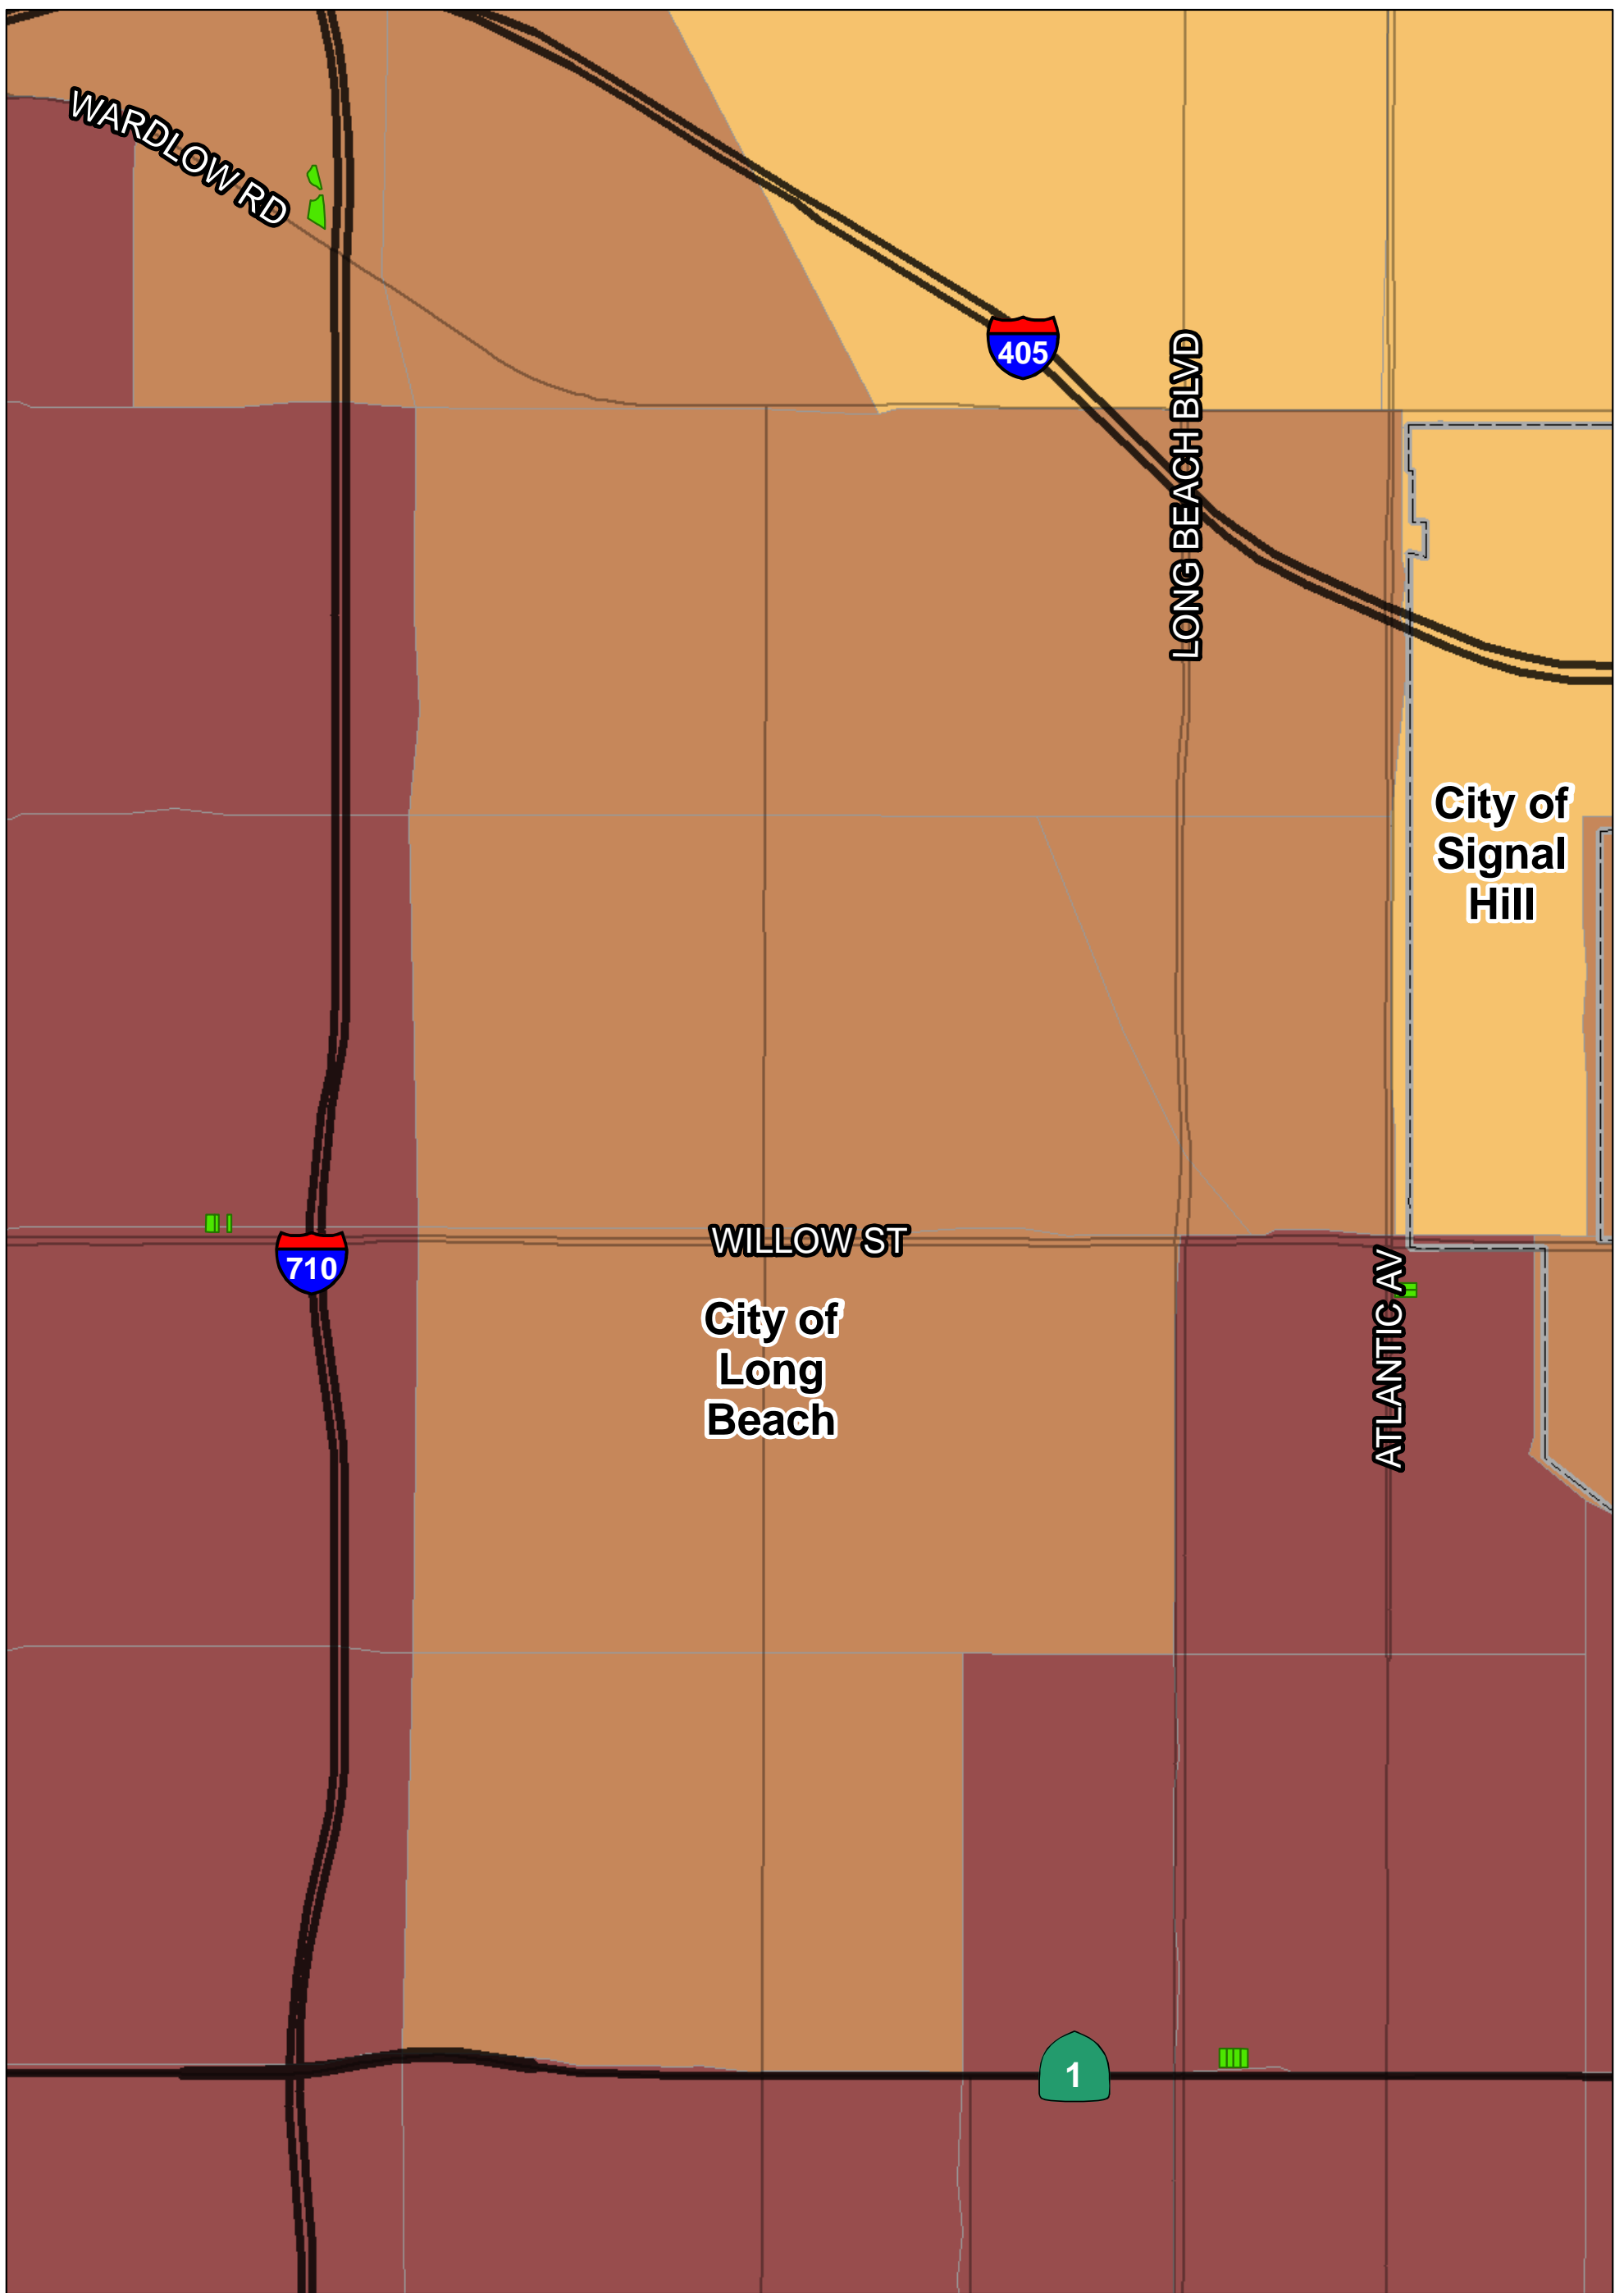 WARDLOW RD
405
LONG BEACH BLVD
City of
Signal
Hill
WILLOW ST
710
City of
Long
Beach
ATLANTIC AV
1